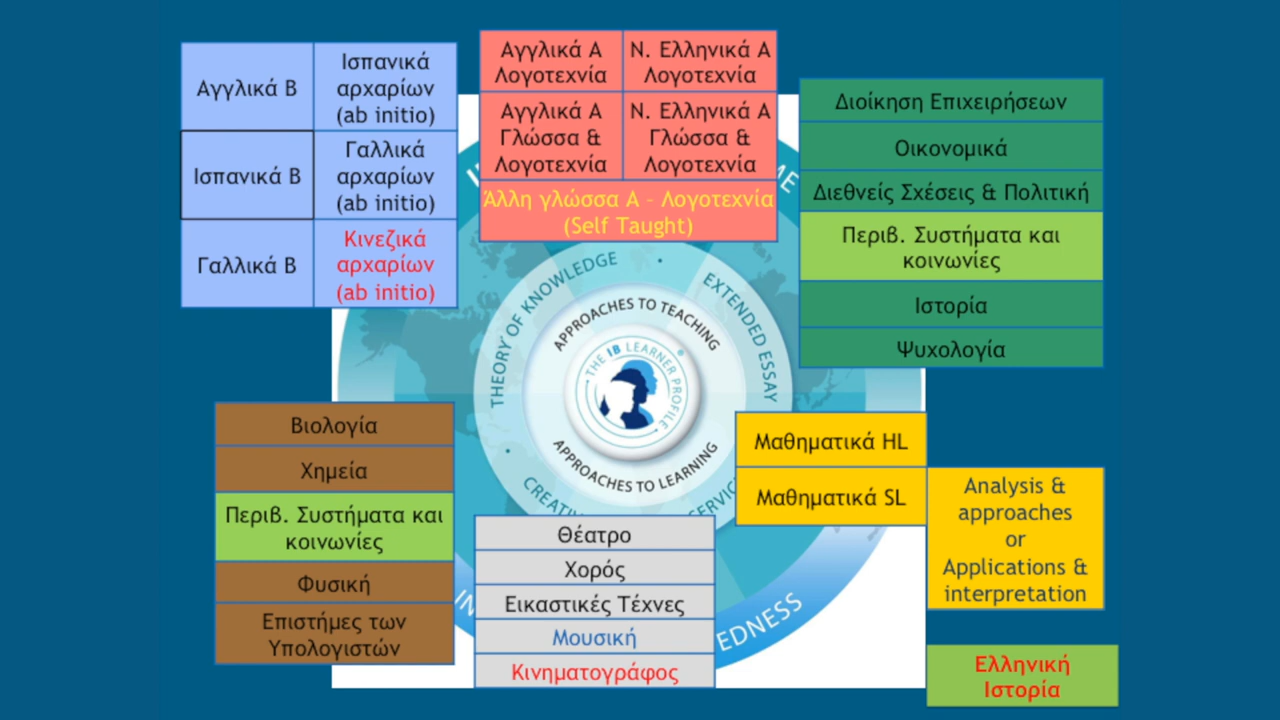 Αγγλικά Β
Ισπανικά
αρχαρίων
(ab initio)
Ισπανικά Β
Γαλλικά
αρχαρίων
(ab initio)
Γαλλικά Β
Κινεζικά
αρχαρίων
(ab initio)
Αγγλικά Α
Λογοτεχνία
Ν. Ελληνικά Α
Λογοτεχνία
Αγγλικά Α
Γλώσσα &
Λογοτεχνία
Ν. Ελληνικά Α
Γλώσσα &
Λογοτεχνία
Άλλη γλώσσα Α – Λογοτεχνία
(Self Taught)
Διοίκηση Επιχειρήσεων
Οικονομικά
Διεθνείς Σχέσεις & Πολιτική
Περιβ. Συστήματα και
κοινωνίες
Ιστορία
Ψυχολογία
THEORY OF KNOWLEDGE
EXTENDED ESSAY
APPROACHES TO TEACHING
THE IB LEARNER PROFILE
APPROACHES TO LEARNING
Βιολογία
Χημεία
Περιβ. Συστήματα και
κοινωνίες
Φυσική
Επιστήμες των
Υπολογιστών
Θέατρο
Χορός
Εικαστικές Τέχνες
Μουσική
Κινηματογράφος
Μαθηματικά HL
Μαθηματικά SL
Analysis &
approaches
or
Applications &
interpretation
Ελληνική
Ιστορία